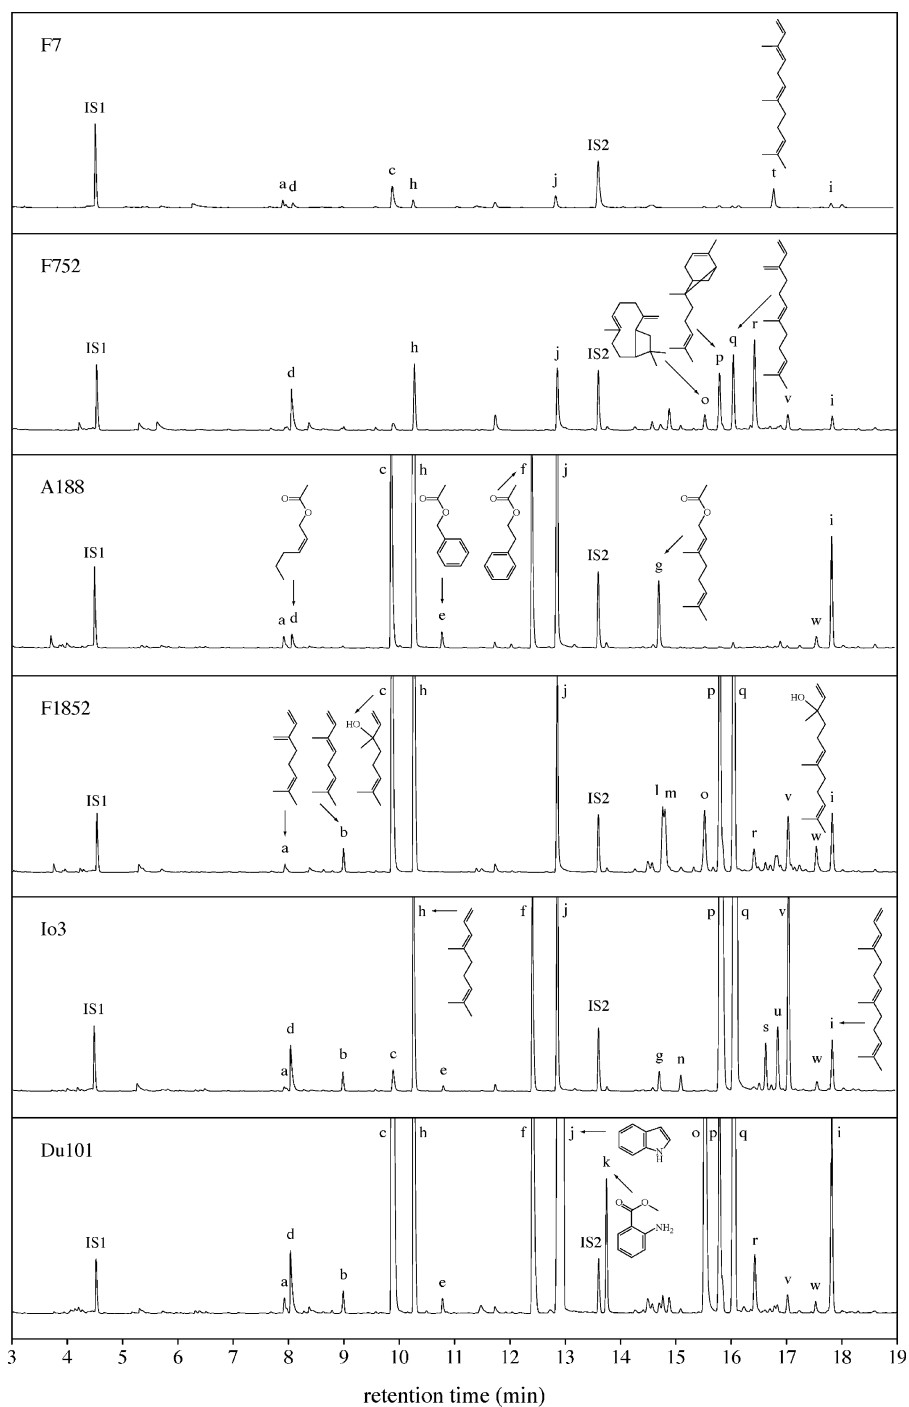 F7
IS1
a d
c
h
j
IS2
t
i
F752
IS1
d
h
j
IS2
o
p
q
r
v
i
A188
IS1
a d
c
h
e
f
j
IS2
g
w
i
O
O
O
O
O
O
O
O
F1852
IS1
a
b
c
h
j
IS2
l m
o
p
q
r
v
w
i
HO
HO
Io3
IS1
a
d
b
c
h
e
f
j
IS2
g
n
p
q
s
u
v
w
i
Du101
IS1
a
d
b
c
h
e
f
j
IS2
k
o
p
q
r
v
w
i
N
H
O
O
NH2
3 4 5 6 7 8 9 10 11 12 13 14 15 16 17 18 19
retention time (min)